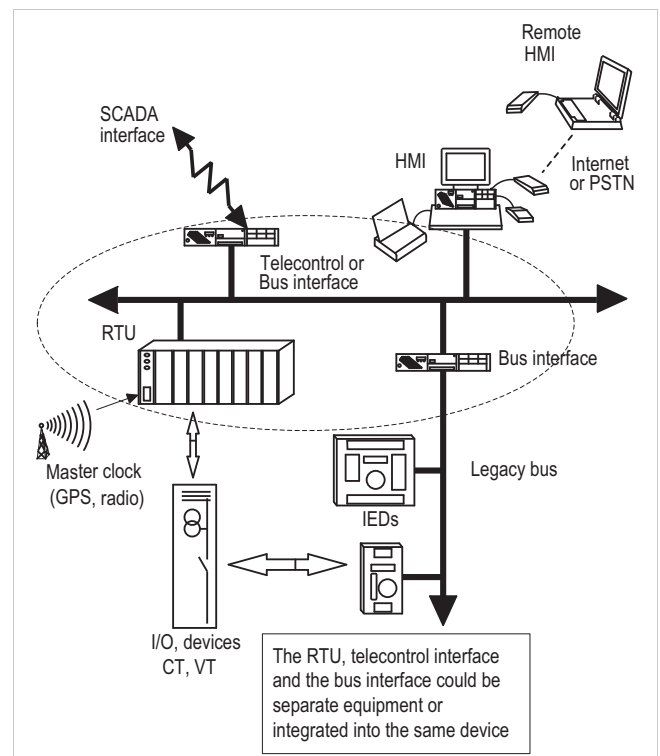 Remote
HMI
SCADA
interface
HMI
Internet
or PSTN
Telecontrol or
Bus interface
RTU
Bus interface
Master clock
(GPS, radio)
IEDs
Legacy bus
I/O, devices
CT, VT
The RTU, telecontrol interface
and the bus interface could be
separate equipment or
integrated into the same device